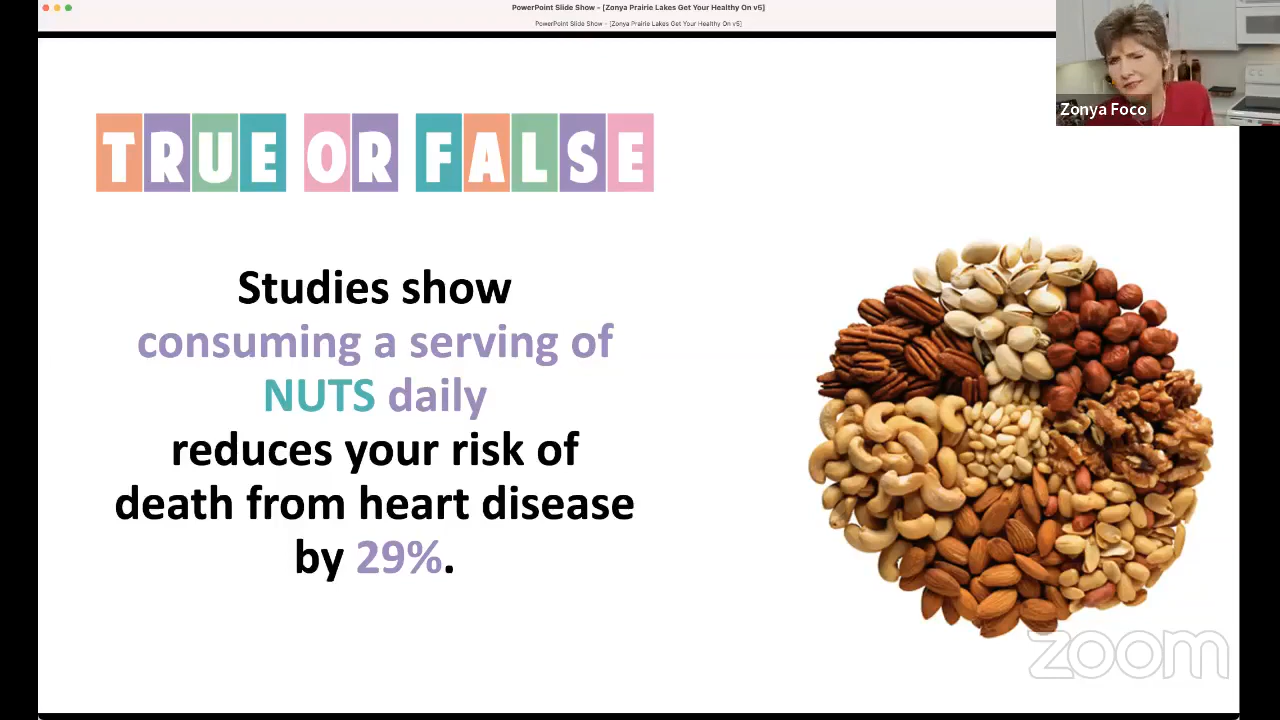 PowerPoint Slide Show - [Zonya Prairie Lakes Get Your Healthy On v5]
PowerPoint Slide Show - [Zonya Prairie Lakes Get Your Healthy On v5]
Zonya Foco
TRUE OR FALSE
Studies show
consuming a serving of
NUTS daily
reduces your risk of
death from heart disease
by 29%.
zoom